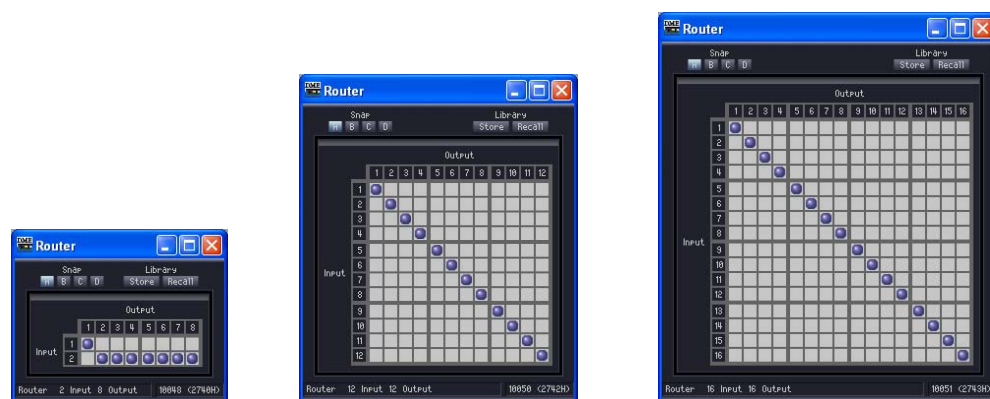 DME Router
Snap Library
A B C D Store Recall
Output
1 2 3 4 5 6 7 8
1
Input
2
Router 2 Input 8 Output 10048 (2740H)
DME Router
Snap Library
A B C D Store Recall
Output
1 2 3 4 5 6 7 8 9 10 11 12
1
2
3
4
5
6
Input
7
8
9
10
11
12
Router 12 Input 12 Output 10050 (2742H)
DME Router
Snap Library
A B C D Store Recall
Output
1 2 3 4 5 6 7 8 9 10 11 12 13 14 15 16
1
2
3
4
5
6
7
8
Input
9
10
11
12
13
14
15
16
Router 16 Input 16 Output 10051 (2743H)